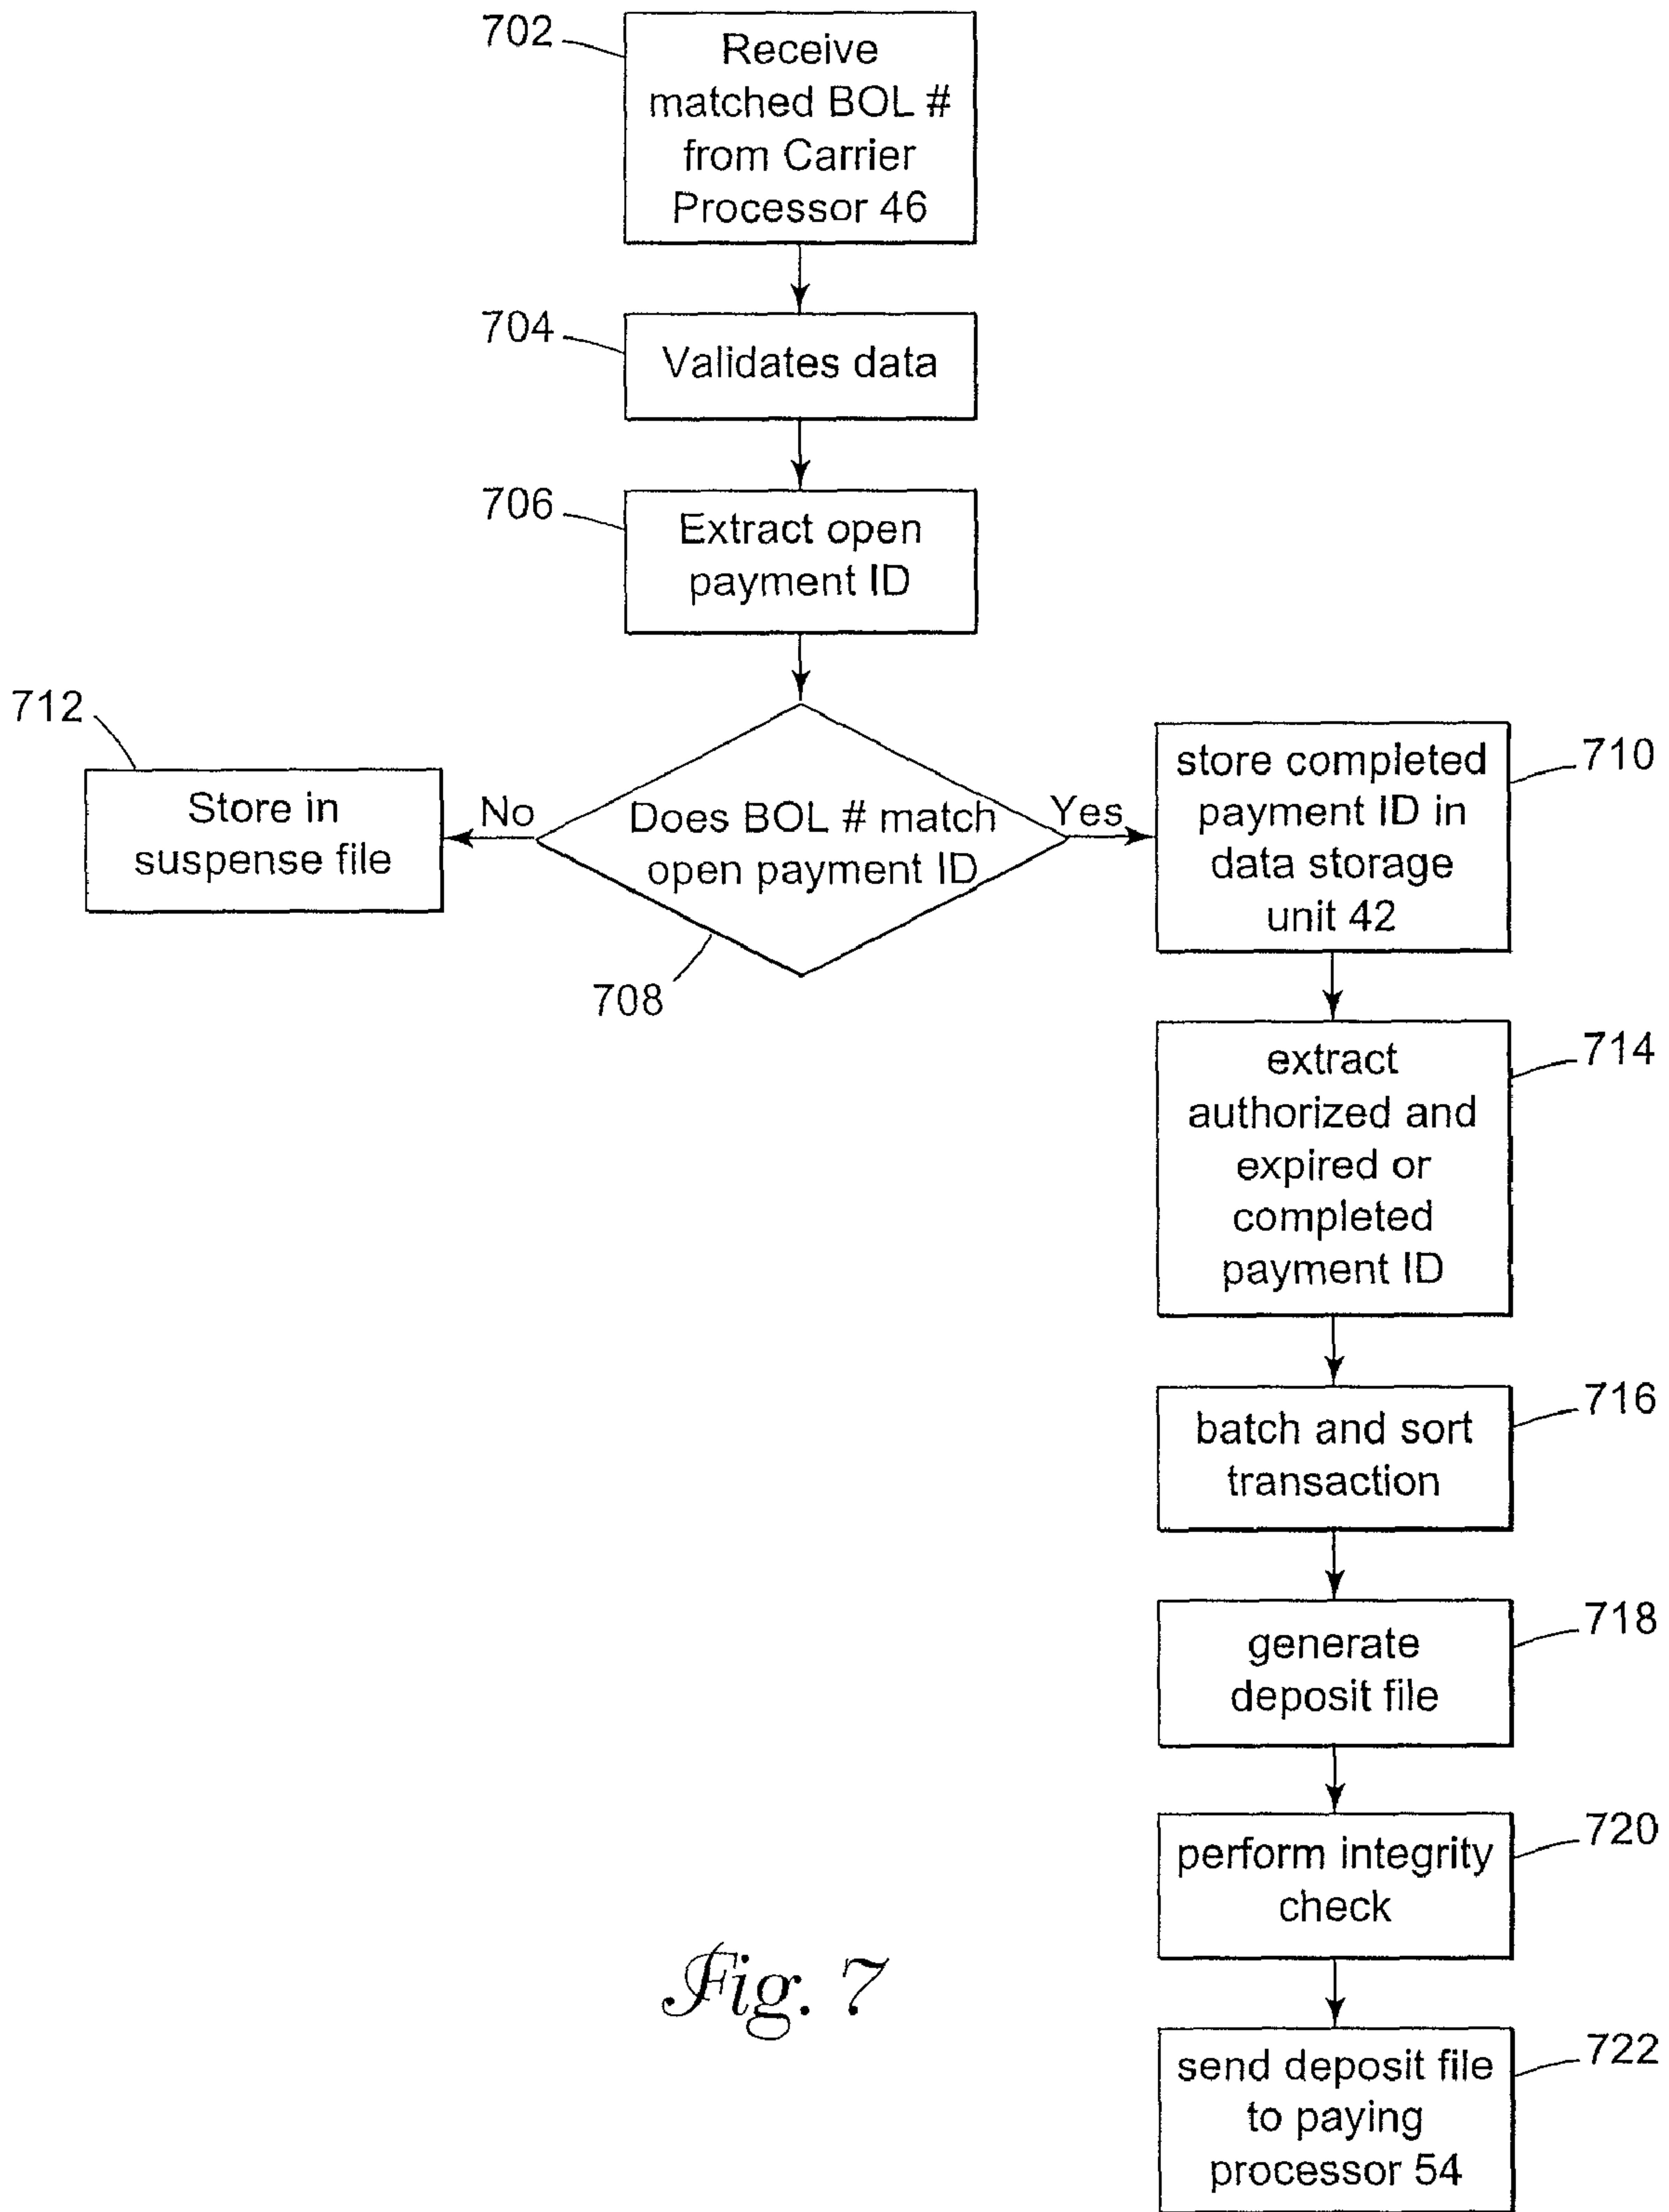 702
Receive
matched BOL #
from Carrier
Processor 46
704
Validates data
706
Extract open
payment ID
712
Store in
suspense file
No
Does BOL # match
open payment ID
708
Yes
store completed
payment ID in
data storage
unit 42
710
extract
authorized and
expired or
completed
payment ID
714
batch and sort
transaction
716
generate
deposit file
718
perform integrity
check
720
send deposit file
to paying
processor 54
722
Fig. 7